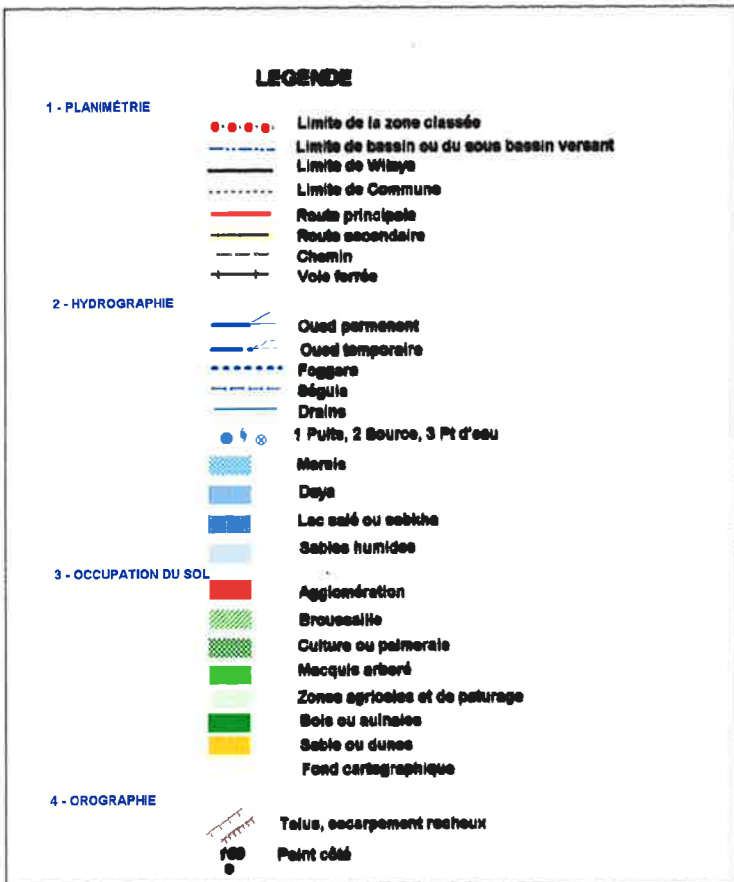 LEGENDE
1 - PLANIMÉTRIE
Limite de la zone classée
Limite de bassin ou du sous bassin versant
Limite de Wilaya
Limite de Commune
Route principale
Route secondaire
Chemin
Voie ferrée
2 - HYDROGRAPHIE
Oued permanent
Oued temporaire
Foggara
Séguia
Drains
1 Puits, 2 Source, 3 Pt d'eau
Marais
Daya
Lac salé ou sebkha
Sables humides
3 - OCCUPATION DU SOL
Agglomération
Broussaille
Culture ou palmeraie
Macquis arboré
Zones agricoles et de paturage
Bois ou aulnaies
Sable ou dunes
Fond cartographique
4 - OROGRAPHIE
Talus, escarpement rocheux
160 Point côté